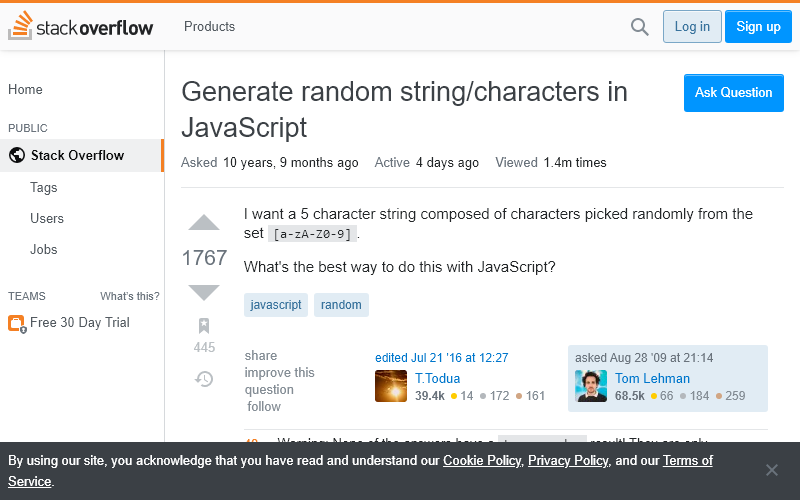 stackoverflow
Products
Log in
Sign up
Home
PUBLIC
Stack Overflow
Tags
Users
Jobs
TEAMS
What's this?
Free 30 Day Trial
Generate random string/characters in
JavaScript
Ask Question
Asked 10 years, 9 months ago Active 4 days ago Viewed 1.4m times
1767
445
I want a 5 character string composed of characters picked randomly from the
set [a-zA-Z0-9].
What's the best way to do this with JavaScript?
javascript random
share
improve this
question
follow
edited Jul 21 '16 at 12:27
T.Todua
39.4k 14 172 161
asked Aug 28 '09 at 21:14
Tom Lehman
68.5k 66 184 259
By using our site, you acknowledge that you have read and understand our Cookie Policy, Privacy Policy, and our Terms of
Service.